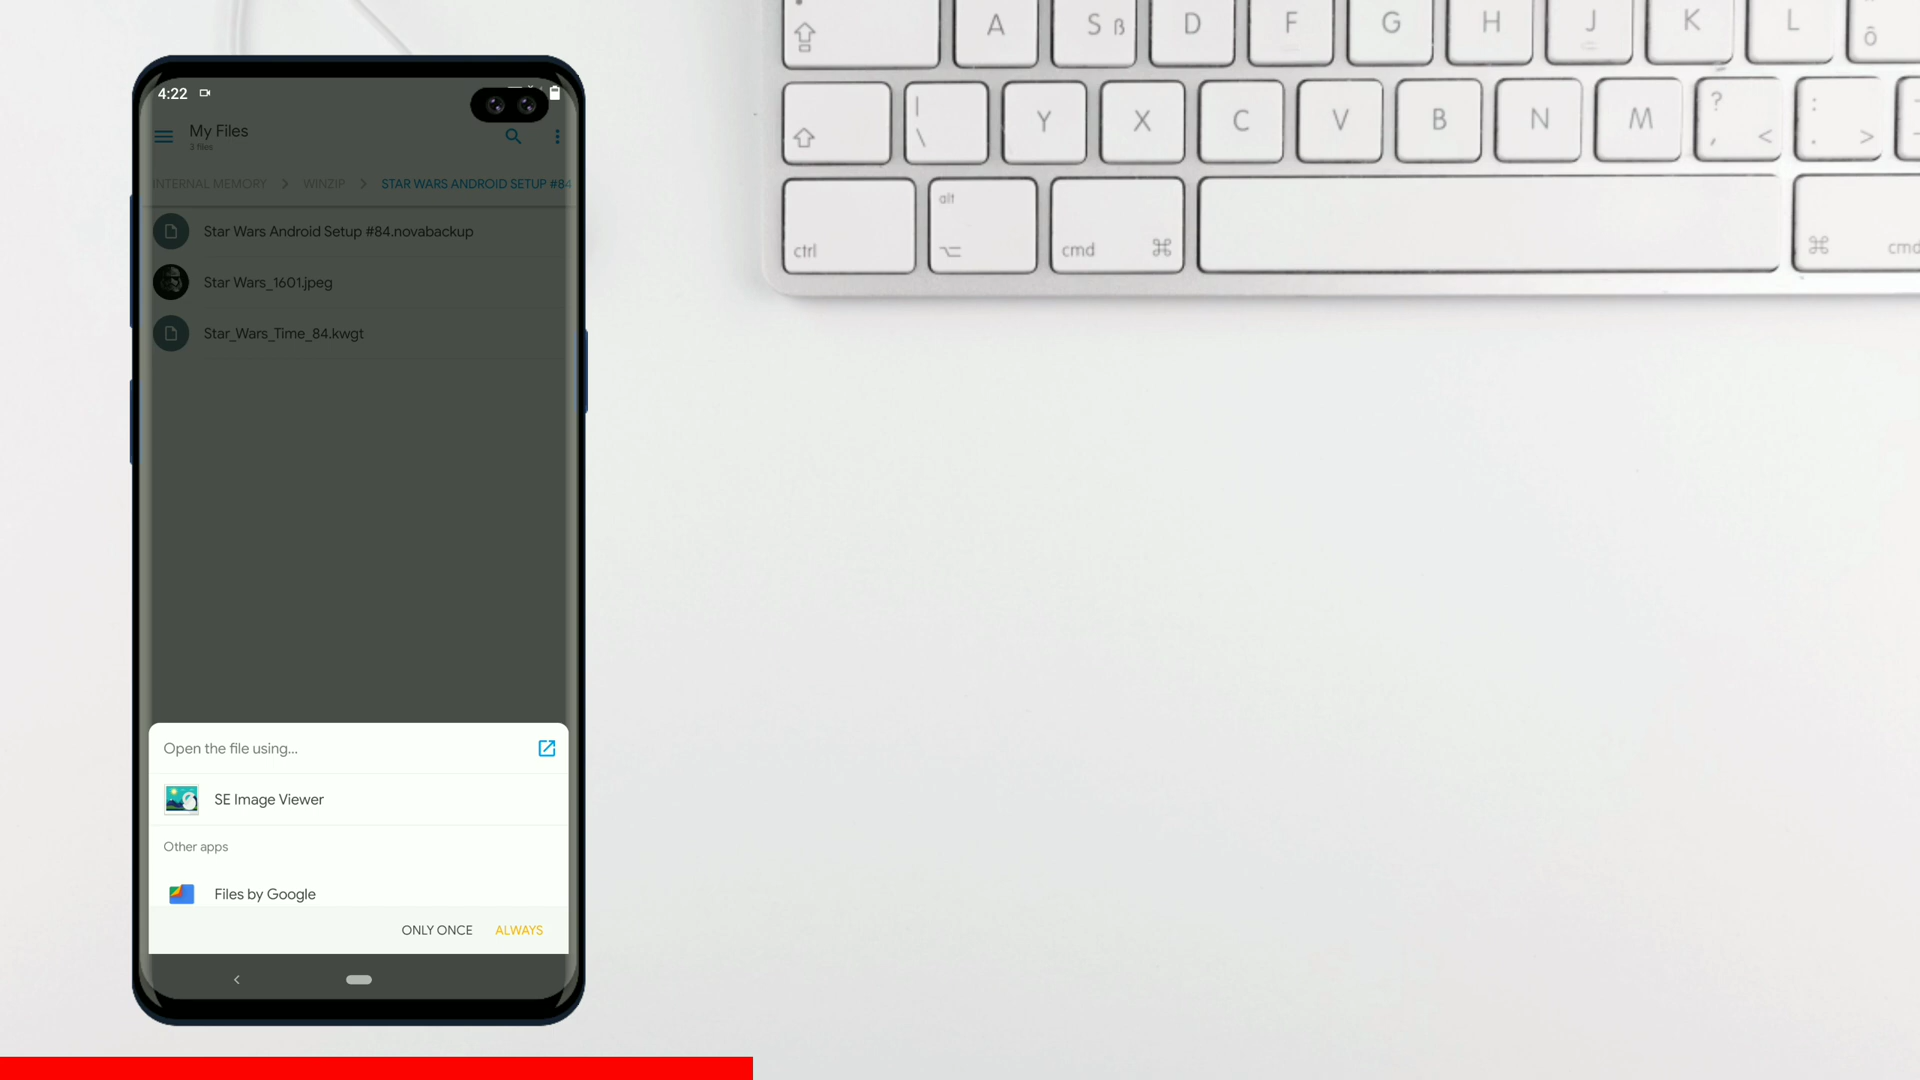 4:22
My Files
3 files
INTERNAL MEMORY > WINZIP > STAR WARS ANDROID SETUP #84
Star Wars Android Setup #84.novabackup
Star Wars_1601.jpeg
Star_Wars_Time_84.kwgt
Open the file using...
SE Image Viewer
Other apps
Files by Google
ONLY ONCE ALWAYS
A S ß D F G H J K L ô
| \ Y X C V B N M ? , < : . >
alt
ctrl cmd ⌘ ⌘ cmd